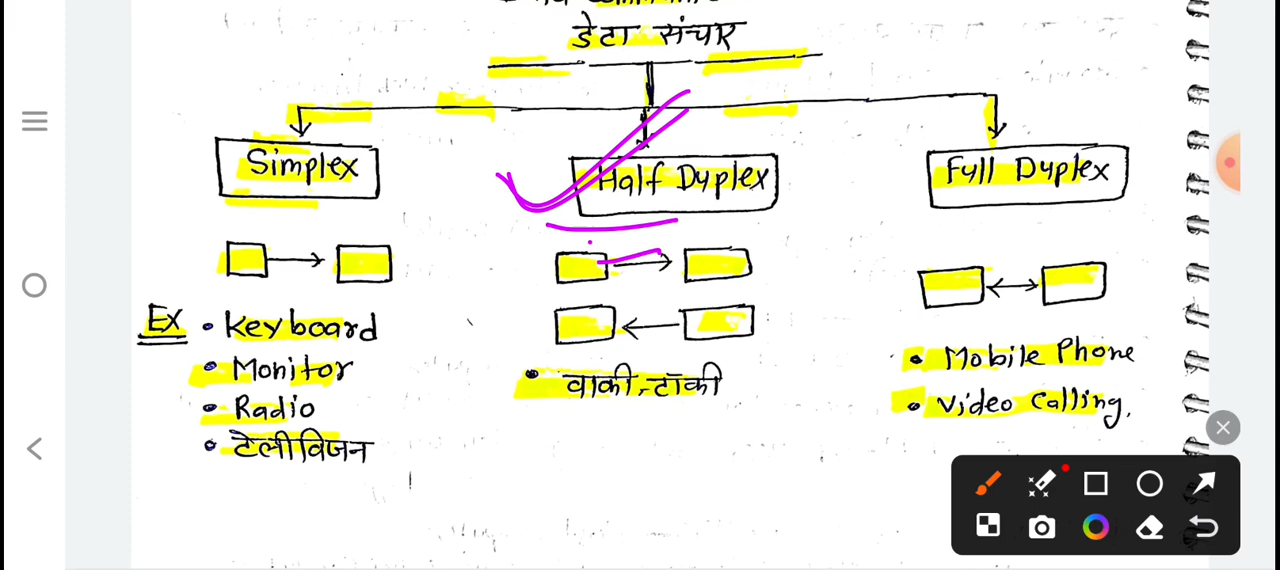 डेटा संचार
Simplex
Half Duplex
Full Duplex
Ex • Keyboard
• Monitor
• Radio
• टेलीविजन
• वाकी-टॉकी
• Mobile Phone
• Video Calling.